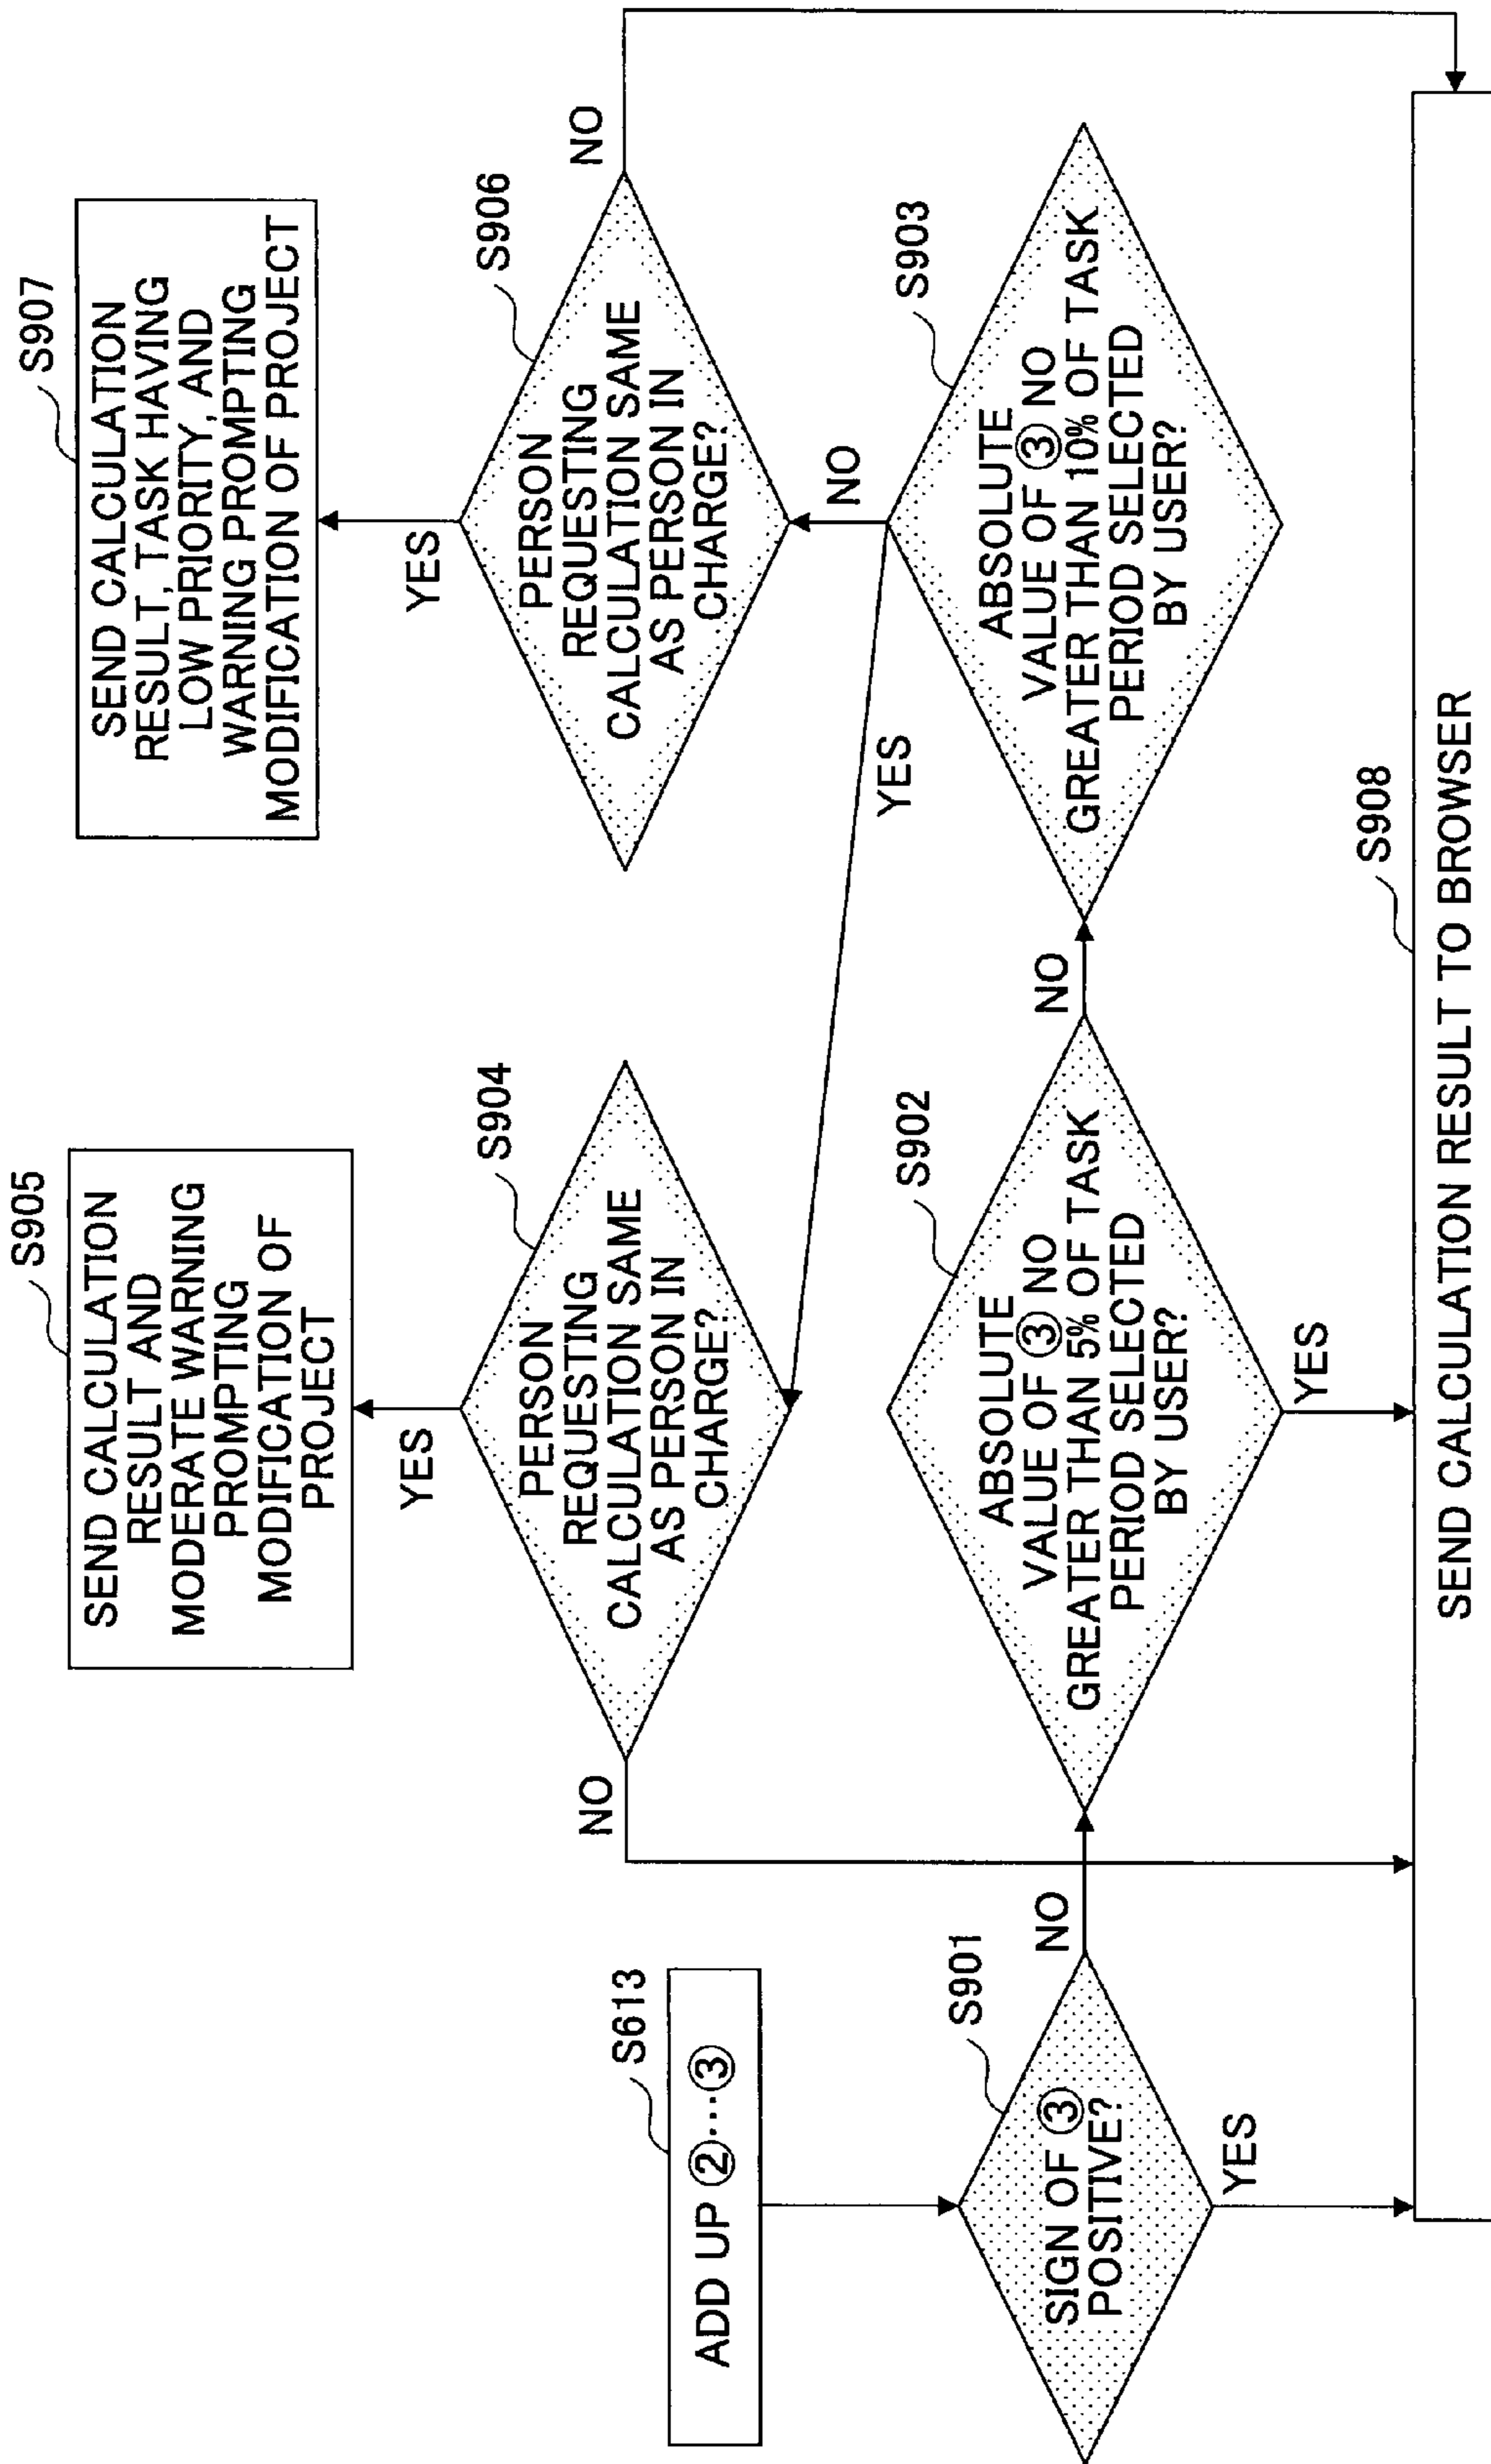 S613
ADD UP ②...③
S901
SIGN OF ③
POSITIVE?
YES
NO
S902
ABSOLUTE
VALUE OF ③ NO
GREATER THAN 5% OF TASK
PERIOD SELECTED
BY USER?
YES
NO
S903
ABSOLUTE
VALUE OF ③ NO
GREATER THAN 10% OF TASK
PERIOD SELECTED
BY USER?
YES
NO
S904
PERSON
REQUESTING
CALCULATION SAME
AS PERSON IN
CHARGE?
NO
YES
S905
SEND CALCULATION
RESULT AND
MODERATE WARNING
PROMPTING
MODIFICATION OF
PROJECT
S906
PERSON
REQUESTING
CALCULATION SAME
AS PERSON IN
CHARGE?
NO
YES
S907
SEND CALCULATION
RESULT, TASK HAVING
LOW PRIORITY, AND
WARNING PROMPTING
MODIFICATION OF PROJECT
S908
SEND CALCULATION RESULT TO BROWSER